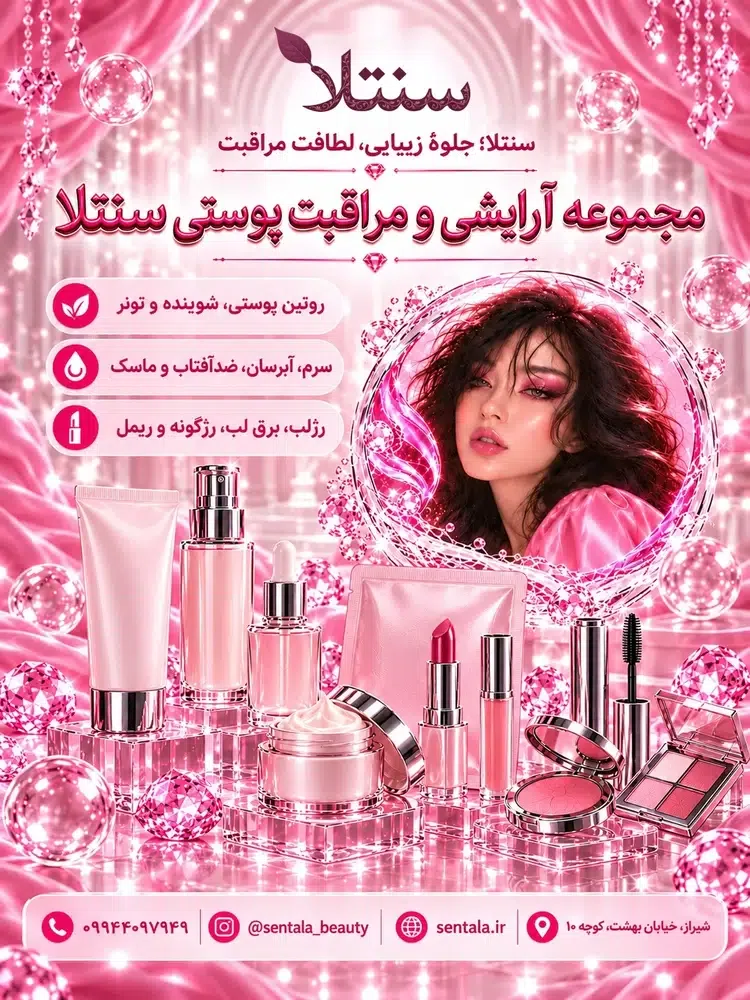 سنتلا
سنتلا؛ جلوهٔ زیبایی، لطافت مراقبت
مجموعه آرایشی و مراقبت پوستی سنتلا
روتین پوستی، شوینده و تونر
سرم، آبرسان، ضدآفتاب و ماسک
رژلب، برق لب، رژگونه و ریمل
۰۹۹۴۴۰۹۷۹۴۹
@sentala_beauty
sentala.ir
شیراز، خیابان بهشت، کوچه ۱۰